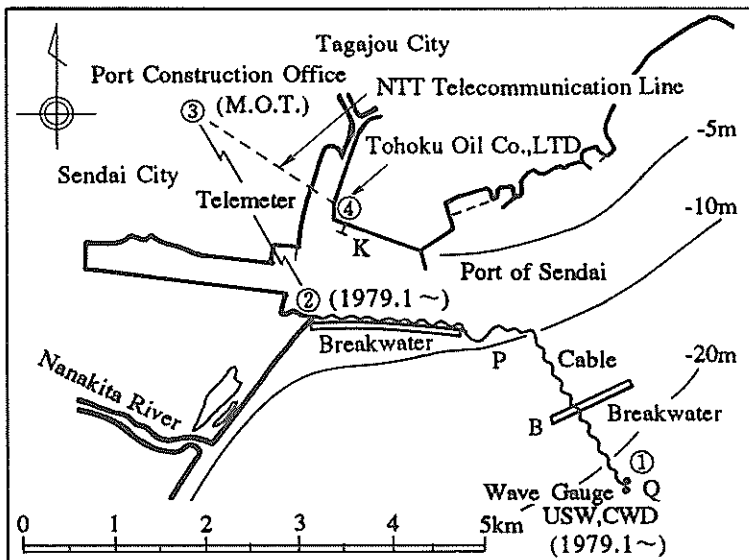 Tagajou City
Port Construction Office
(M.O.T.)
NTT Telecommunication Line
③
Tohoku Oil Co.,LTD
-5m
Sendai City
Telemeter
④
-10m
K
Port of Sendai
② (1979.1～)
Breakwater
P
Cable
-20m
Nanakita River
Breakwater
B
①
Wave Gauge
Q
USW,CWD
(1979.1～)
0 1 2 3 4 5km